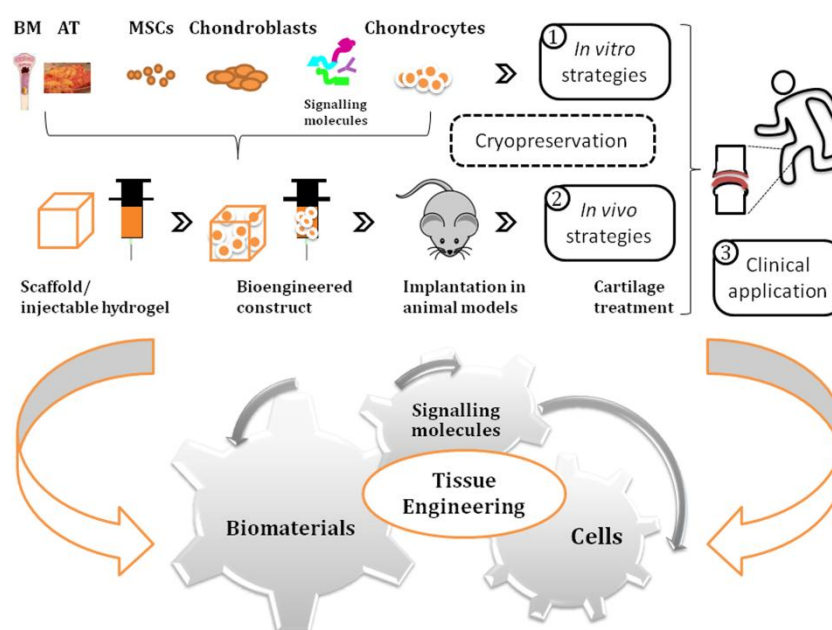 BM AT MSCs Chondroblasts Chondrocytes
Signalling
molecules
1
In vitro
strategies
Cryopreservation
2
In vivo
strategies
Scaffold/
injectable hydrogel
Bioengineered
construct
Implantation in
animal models
Cartilage
treatment
3
Clinical
application
Signalling
molecules
Tissue
Engineering
Biomaterials
Cells